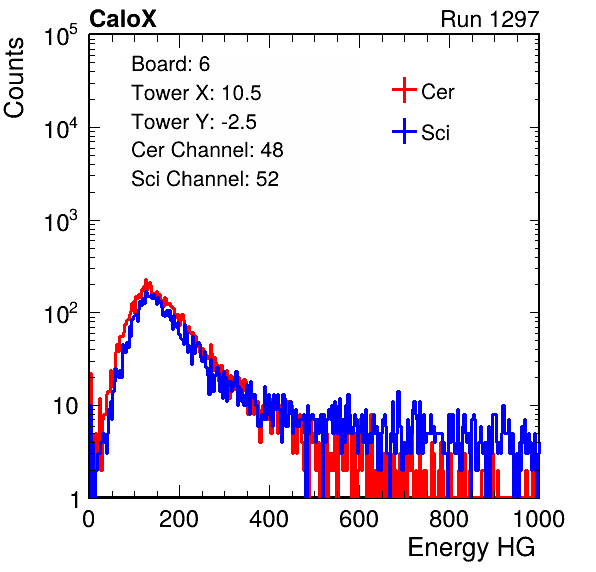 CaloX Run 1297
Counts
10^5
10^4
10^3
10^2
10
1
Board: 6
Tower X: 10.5
Tower Y: -2.5
Cer Channel: 48
Sci Channel: 52
Cer
Sci
0 200 400 600 800 1000
Energy HG